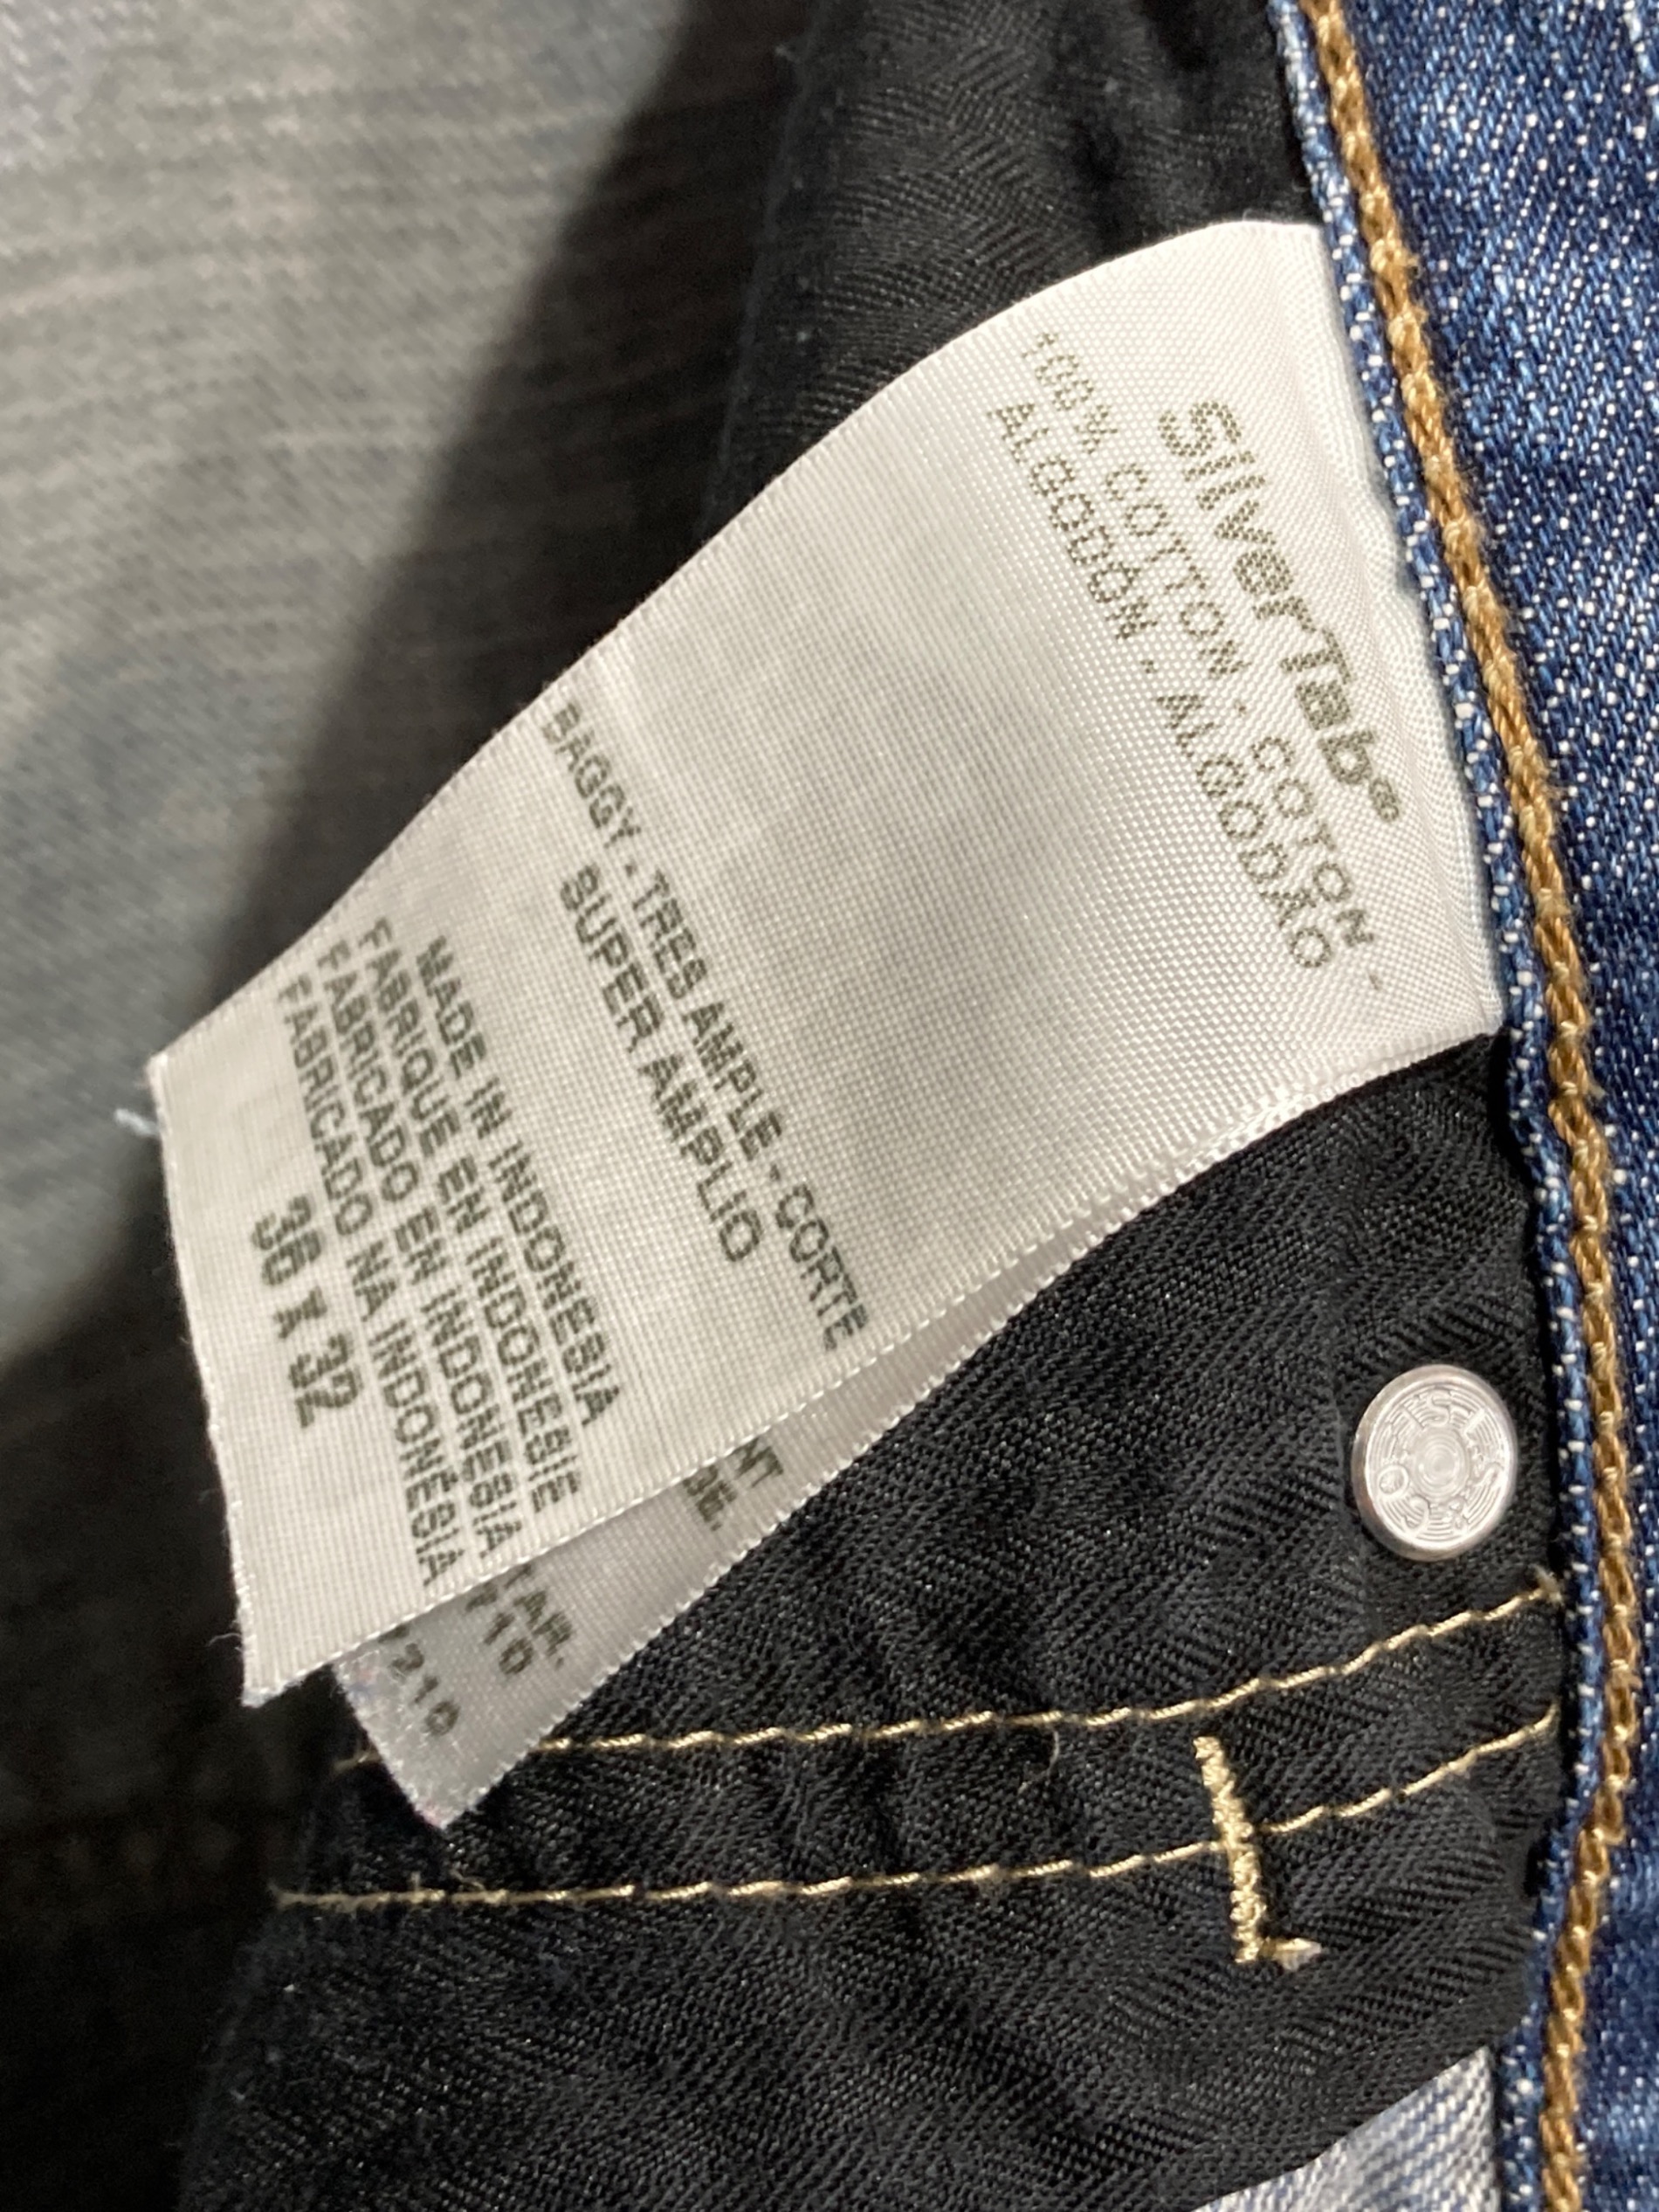 SilverTab®
100% COTTON - COTON -
ALGODÓN - ALGODÃO
BAGGY - TRES AMPLE - CORTE
SUPER AMPLIO
MADE IN INDONESIA
FABRIQUE EN INDONESIE
FABRICADO EN INDONESIA
FABRICADO NA INDONÉSIA
36 x 32
NT